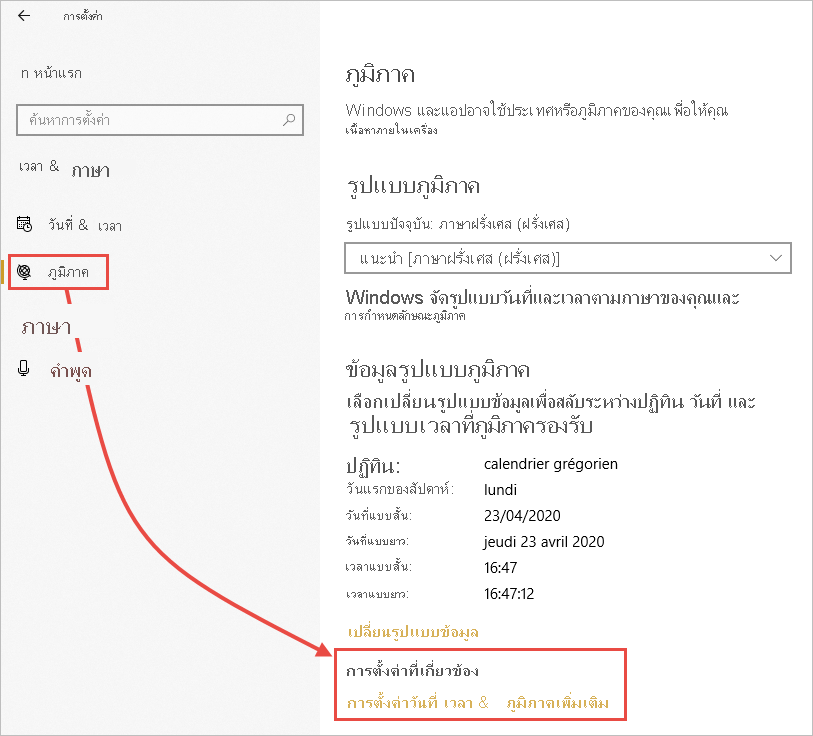 การตั้งค่า
ก หน้าแรก
ค้นหาการตั้งค่า
เวลา & ภาษา
วันที่ & เวลา
ภูมิภาค
ภาษา
คำพูด
ภูมิภาค
Windows และแอปอาจใช้ประเทศหรือภูมิภาคของคุณเพื่อให้คุณ
เนื้อหาภายในเครื่อง
รูปแบบภูมิภาค
รูปแบบปัจจุบัน: ภาษาฝรั่งเศส (ฝรั่งเศส)
แนะนำ [ภาษาฝรั่งเศส (ฝรั่งเศส)]
Windows จัดรูปแบบวันที่และเวลาตามภาษาของคุณและ
การกำหนดลักษณะภูมิภาค
ข้อมูลรูปแบบภูมิภาค
เลือกเปลี่ยนรูปแบบข้อมูลเพื่อสลับระหว่างปฏิทิน วันที่ และ
รูปแบบเวลาที่ภูมิภาครองรับ
ปฏิทิน: calendrier grégorien
วันแรกของสัปดาห์: lundi
วันที่แบบสั้น: 23/04/2020
วันที่แบบยาว: jeudi 23 avril 2020
เวลาแบบสั้น: 16:47
เวลาแบบยาว: 16:47:12
เปลี่ยนรูปแบบข้อมูล
การตั้งค่าที่เกี่ยวข้อง
การตั้งค่าวันที่ เวลา & ภูมิภาคเพิ่มเติม